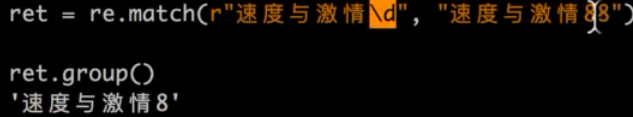 ret = re.match(r"速度与激情\d", "速度与激情88")
ret.group()
'速度与激情8'